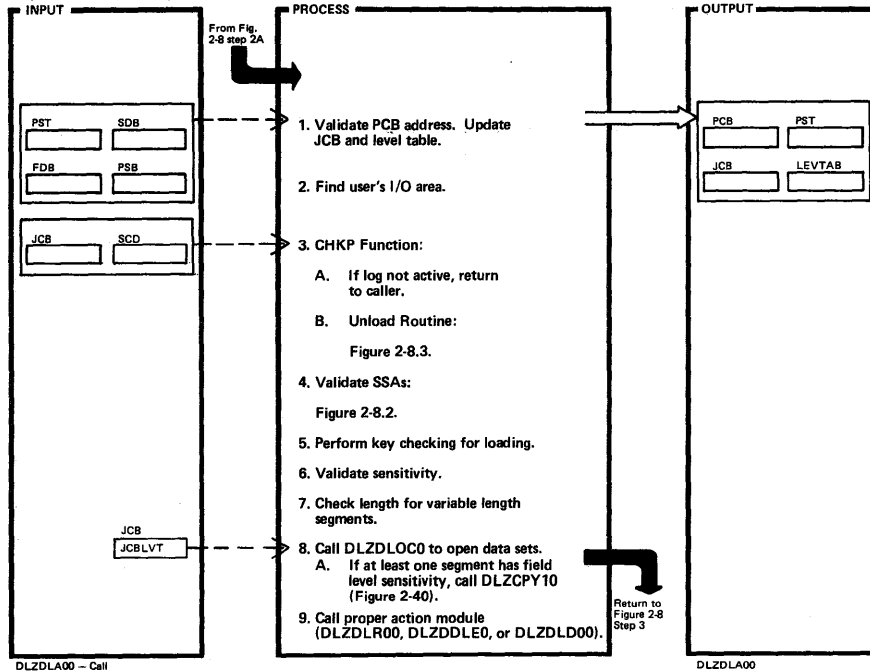 INPUT
PROCESS
OUTPUT
From Fig.
2-8 step 2A
PST SDB
FDB PSB
1. Validate PCB address. Update
JCB and level table.
PCB PST
JCB LEVTAB
2. Find user's I/O area.
JCB SCD
3. CHKP Function:
A. If log not active, return
to caller.
B. Unload Routine:
Figure 2-8.3.
4. Validate SSAs:
Figure 2-8.2.
5. Perform key checking for loading.
6. Validate sensitivity.
7. Check length for variable length
segments.
JCB
JCBLVT
8. Call DLZDLOC0 to open data sets.
A. If at least one segment has field
level sensitivity, call DLZCPY10
(Figure 2-40).
9. Call proper action module
(DLZDLR00, DLZDDLE0, or DLZDLD00).
Return to
Figure 2-8
Step 3
DLZDLA00 – Call
DLZDLA00